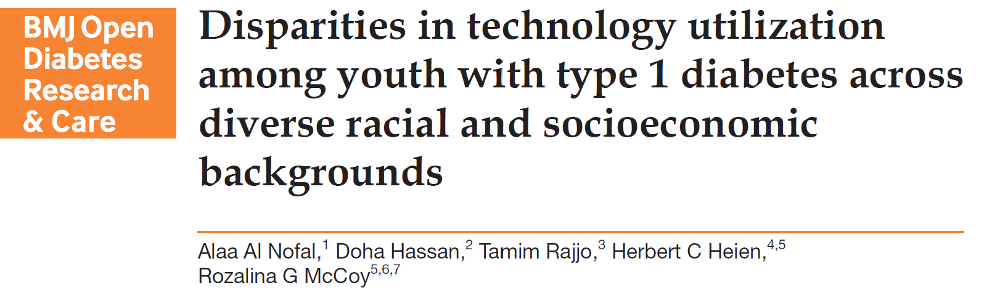 BMJ Open
Diabetes
Research
& Care
Disparities in technology utilization
among youth with type 1 diabetes across
diverse racial and socioeconomic
backgrounds
Alaa Al Nofal,1 Doha Hassan,2 Tamim Rajjo,3 Herbert C Heien,4,5
Rozalina G McCoy5,6,7